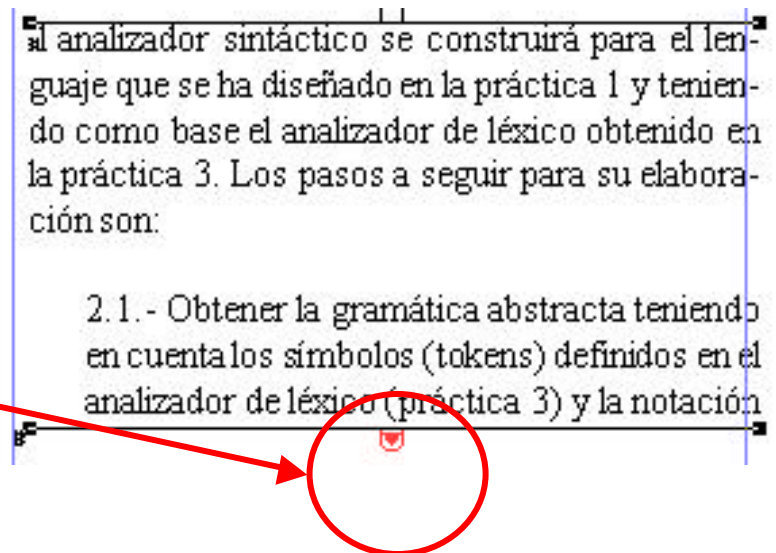 al analizador sintáctico se construirá para el len-
guaje que se ha diseñado en la práctica 1 y tenien-
do como base el analizador de léxico obtenido en
la práctica 3. Los pasos a seguir para su elabora-
ción son:
2.1.- Obtener la gramática abstracta teniendo
en cuenta los símbolos (tokens) definidos en el
analizador de léxico (práctica 3) y la notación